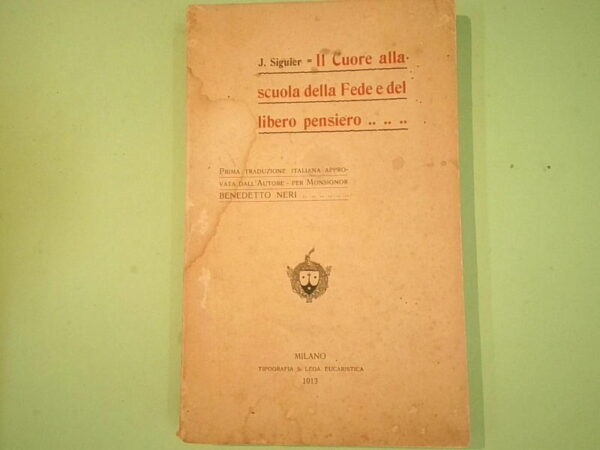 J. Siguier = Il Cuore alla
scuola della Fede e del
libero pensiero .. .. ..
PRIMA TRADUZIONE ITALIANA APPRO-
VATA DALL'AUTORE - PER MONSIGNOR
BENEDETTO NERI .. .. .. .. .. ..
MILANO
TIPOGRAFIA S. LEGA EUCARISTICA
1913